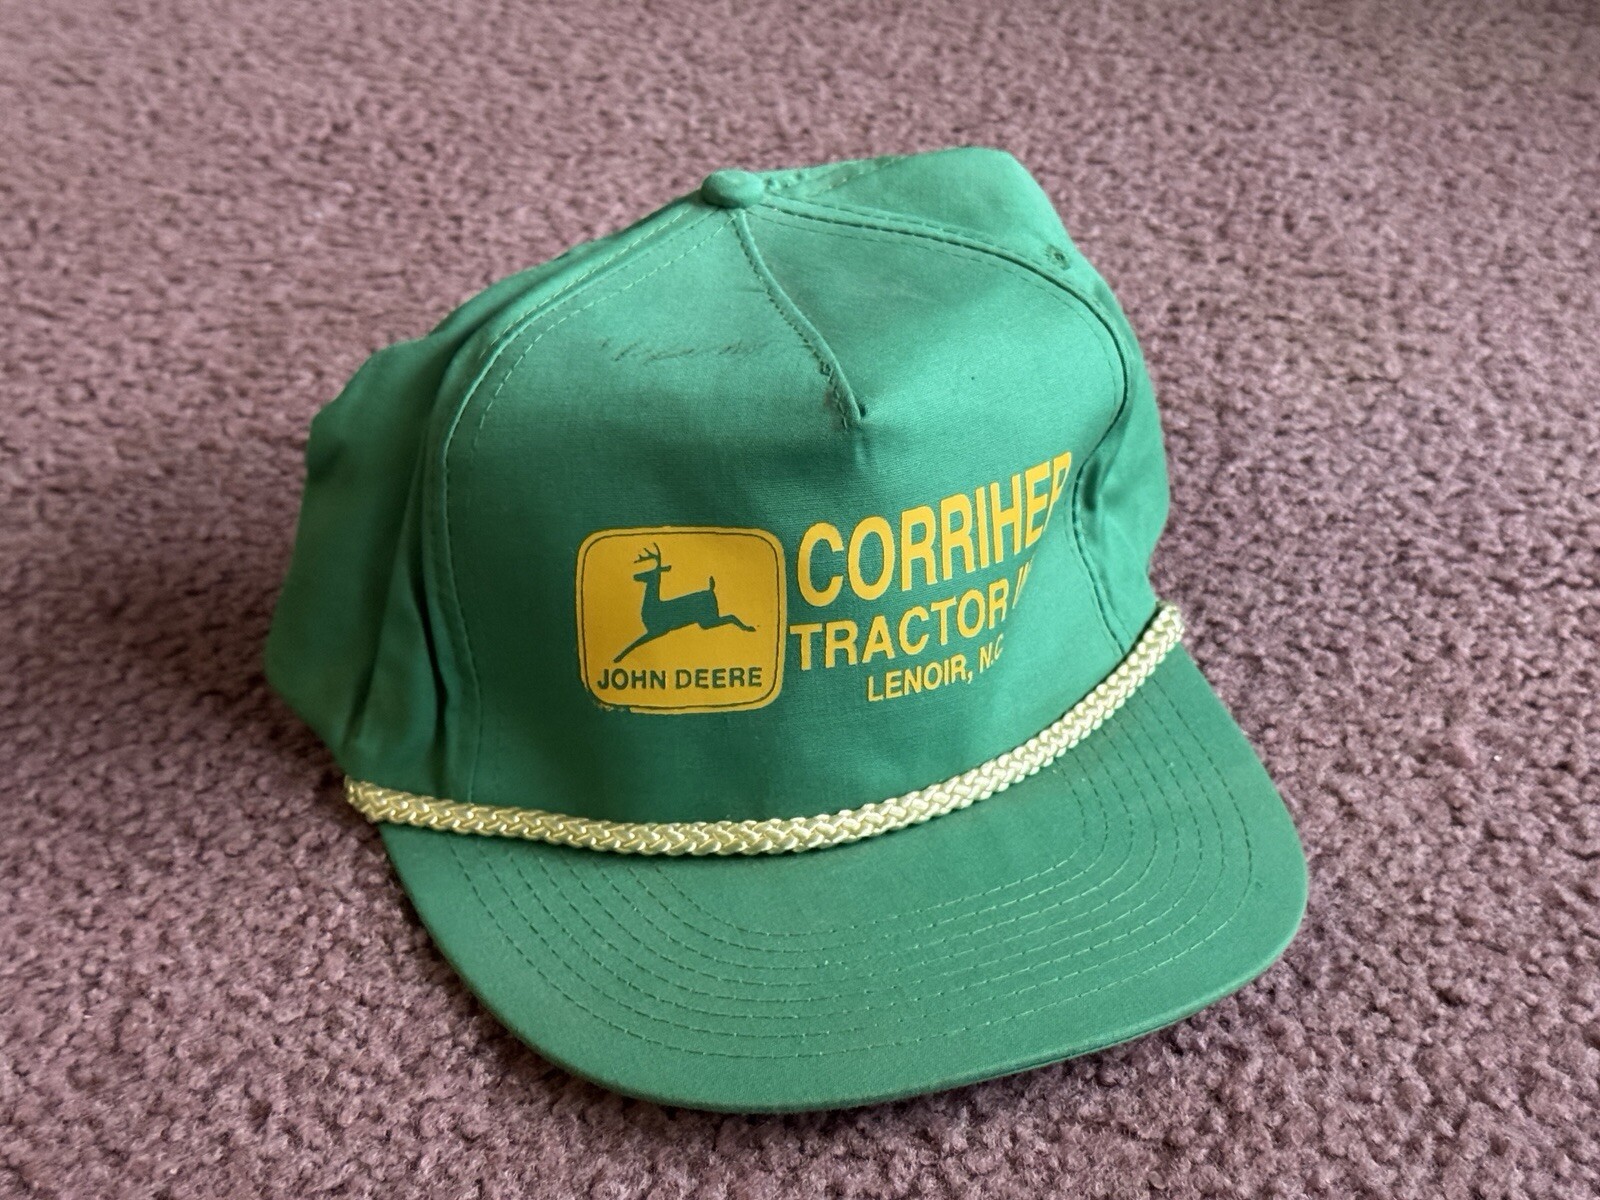 JOHN DEERE
CORRIHER
TRACTOR
LENOIR, N.C